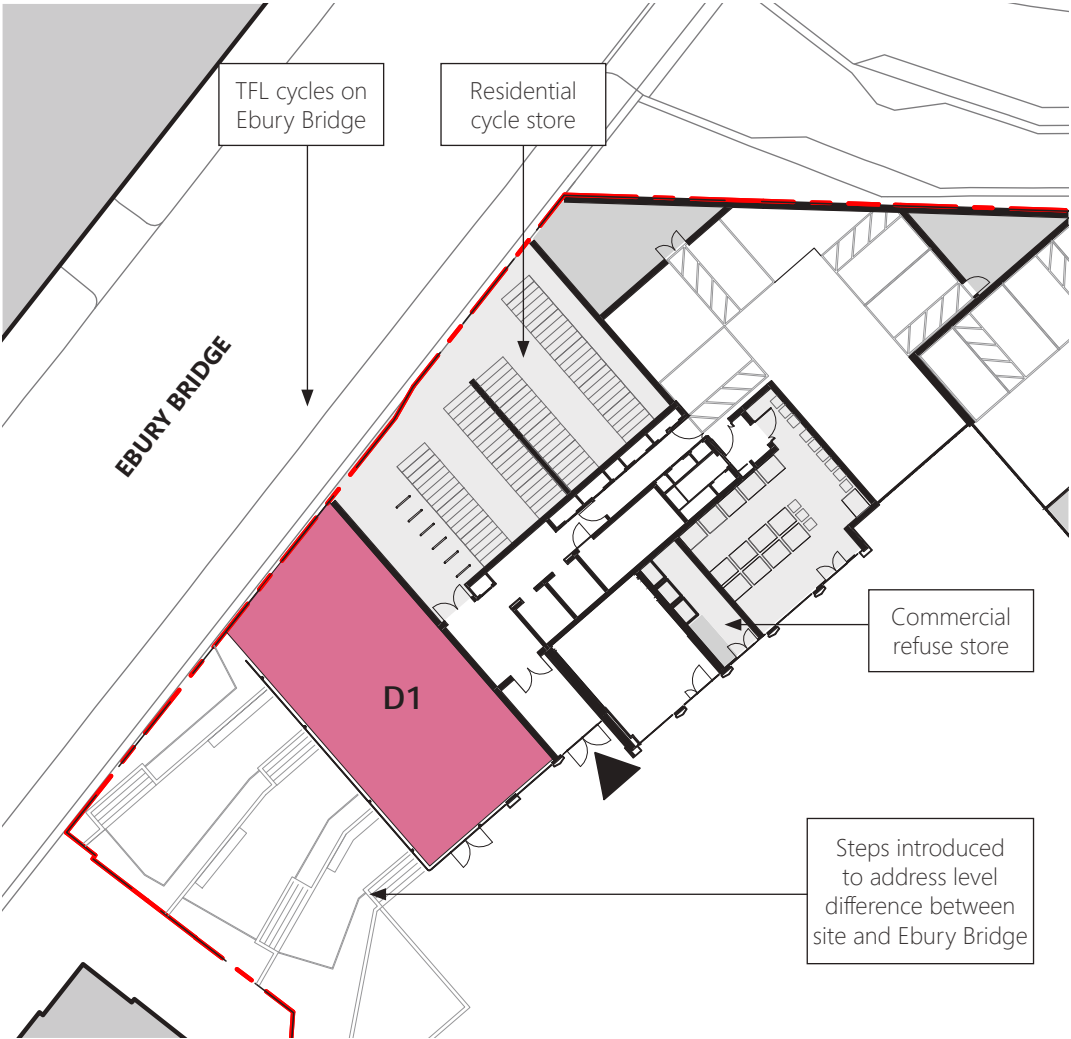 TFL cycles on
Ebury Bridge
Residential
cycle store
EBURY BRIDGE
D1
Commercial
refuse store
Steps introduced
to address level
difference between
site and Ebury Bridge